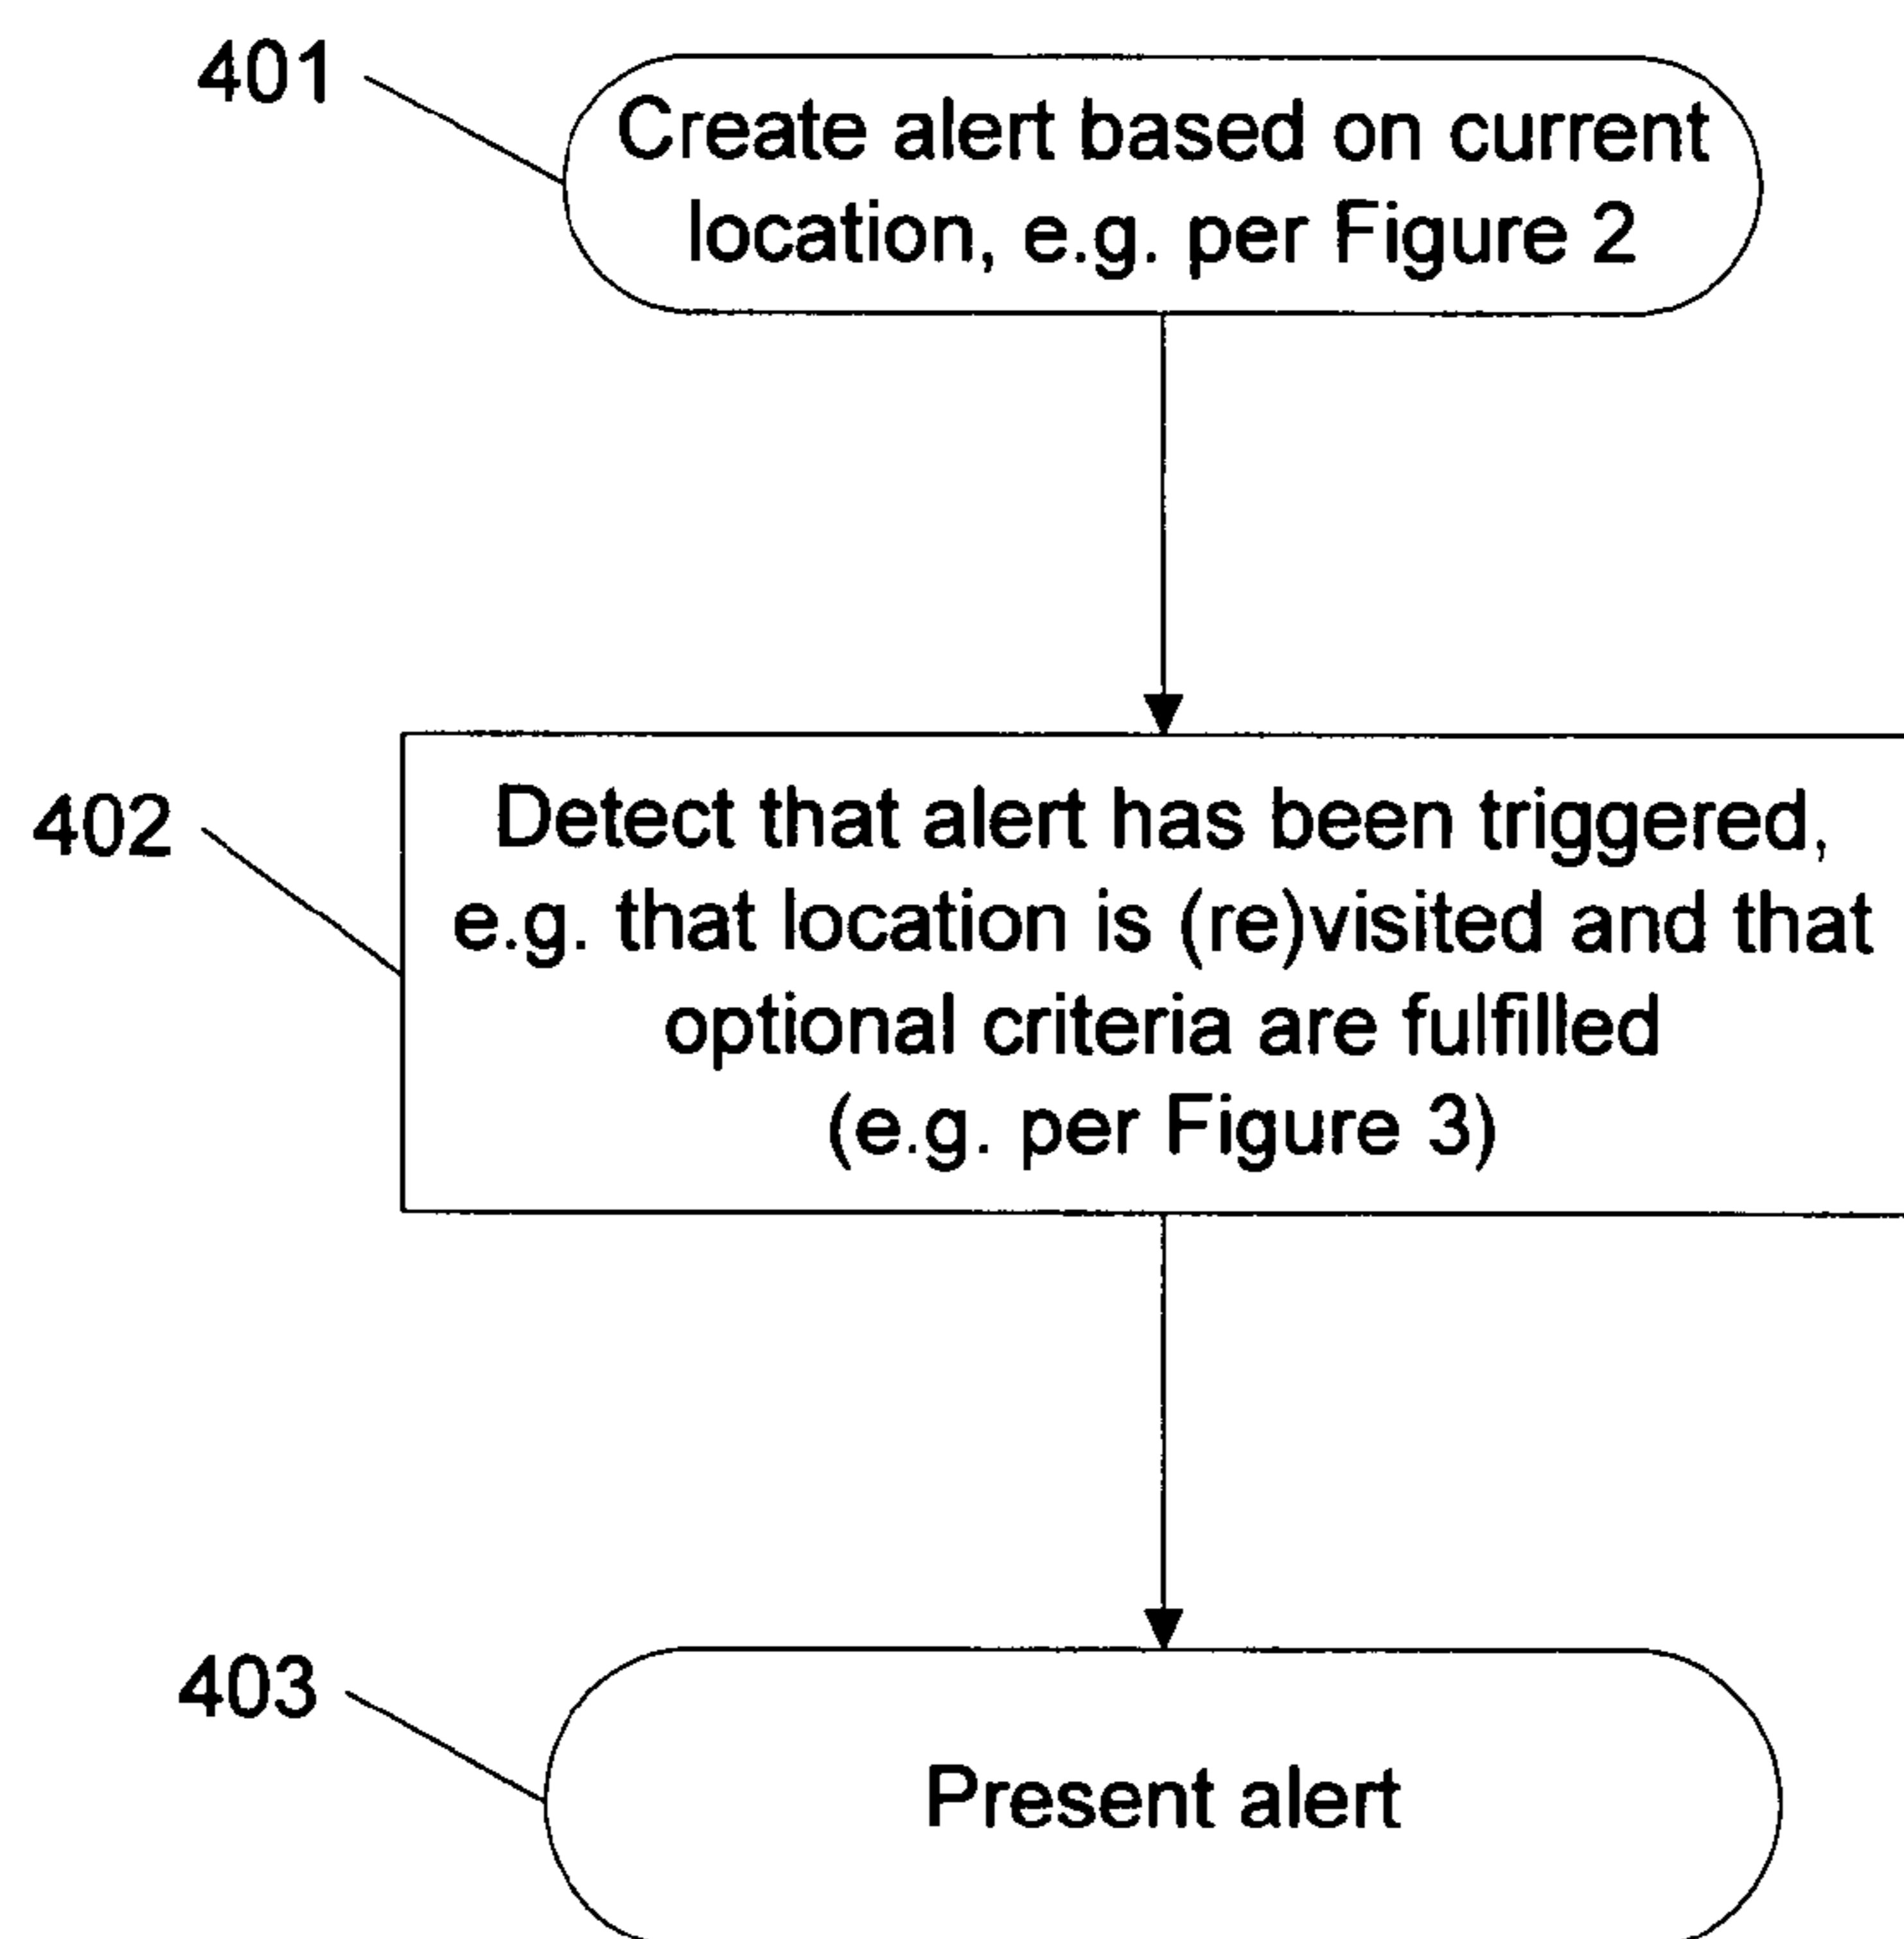 401
Create alert based on current
location, e.g. per Figure 2
402
Detect that alert has been triggered,
e.g. that location is (re)visited and that
optional criteria are fulfilled
(e.g. per Figure 3)
403
Present alert